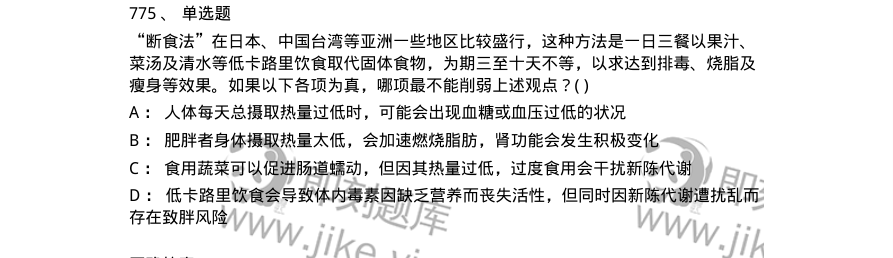 775 、 单选题
“断食法”在日本、中国台湾等亚洲一些地区比较盛行，这种方法是一日三餐以果汁、
菜汤及清水等低卡路里饮食取代固体食物，为期三至十天不等，以求达到排毒、烧脂及
瘦身等效果。如果以下各项为真，哪项最不能削弱上述观点？( )
A ： 人体每天总摄取热量过低时，可能会出现血糖或血压过低的状况
B ： 肥胖者身体摄取热量太低，会加速燃烧脂肪，肾功能会发生积极变化
C ： 食用蔬菜可以促进肠道蠕动，但因其热量过低，过度食用会干扰新陈代谢
D ： 低卡路里饮食会导致体内毒素因缺乏营养而丧失活性，但同时因新陈代谢遭扰乱而
存在致胖风险
即刻题库
www.jike
即刻
www.j